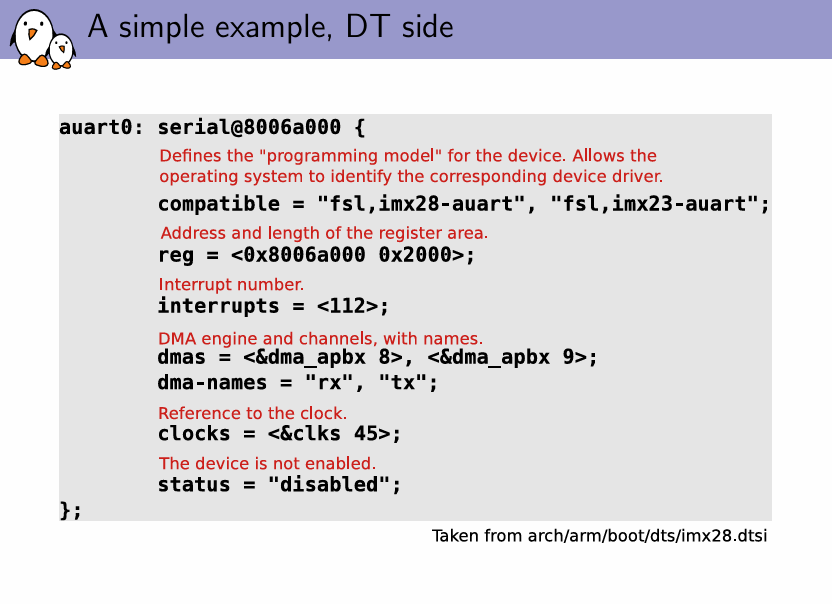 A simple example, DT side
auart0: serial@8006a000 {
Defines the "programming model" for the device. Allows the
operating system to identify the corresponding device driver.
compatible = "fsl,imx28-auart", "fsl,imx23-auart";
Address and length of the register area.
reg = <0x8006a000 0x2000>;
Interrupt number.
interrupts = <112>;
DMA engine and channels, with names.
dmas = <&dma_apbx 8>, <&dma_apbx 9>;
dma-names = "rx", "tx";
Reference to the clock.
clocks = <&clks 45>;
The device is not enabled.
status = "disabled";
};
Taken from arch/arm/boot/dts/imx28.dtsi